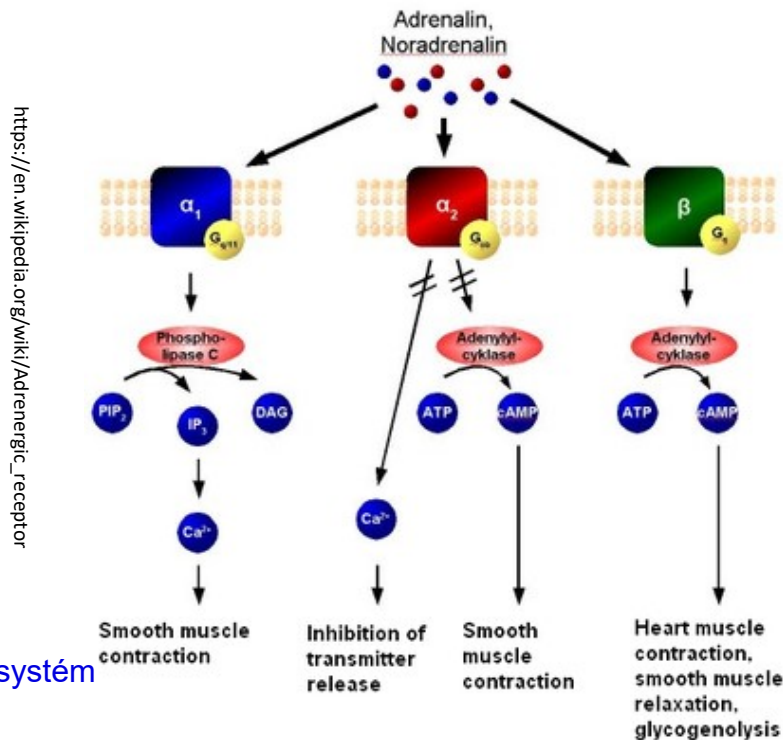 Adrenalin,
Noradrenalin
https://en.wikipedia.org/wiki/Adrenergic_receptor
α1
Gq/11
α2
β
Gs
Phospho-
lipase C
Adenylyl-
cyklase
Adenylyl-
cyklase
PIP2
IP3
DAG
ATP
cAMP
ATP
cAMP
Ca2+
Ca2+
Smooth muscle
contraction
Inhibition of
transmitter
release
Smooth
muscle
contraction
Heart muscle
contraction,
smooth muscle
relaxation,
glycogenolysis
systém